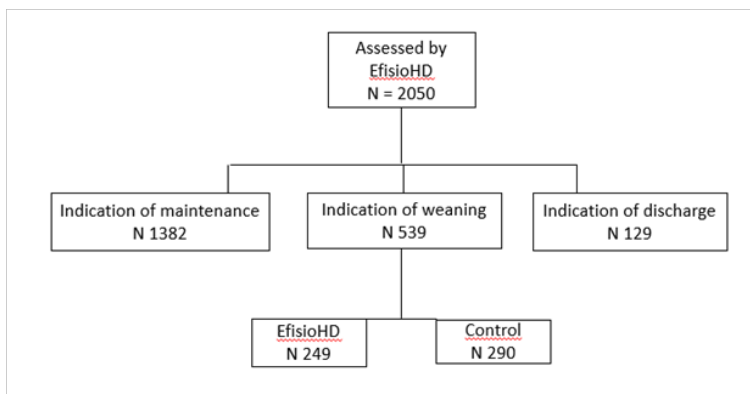 Assessed by
EfisioHD
N = 2050
Indication of maintenance
N 1382
Indication of weaning
N 539
Indication of discharge
N 129
EfisioHD
N 249
Control
N 290